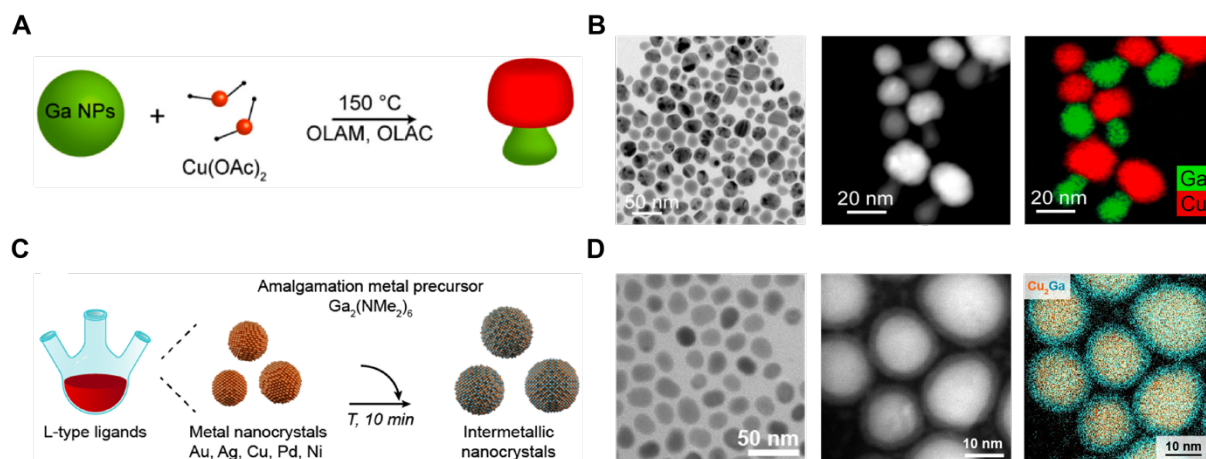 A
Ga NPs
+
Cu(OAc)2
150 °C
OLAM, OLAC
B
50 nm
20 nm
20 nm
Ga
Cu
C
Amalgamation metal precursor
Ga2(NMe2)6
T, 10 min
L-type ligands
Metal nanocrystals
Au, Ag, Cu, Pd, Ni
Intermetallic
nanocrystals
D
50 nm
10 nm
Cu2Ga
10 nm